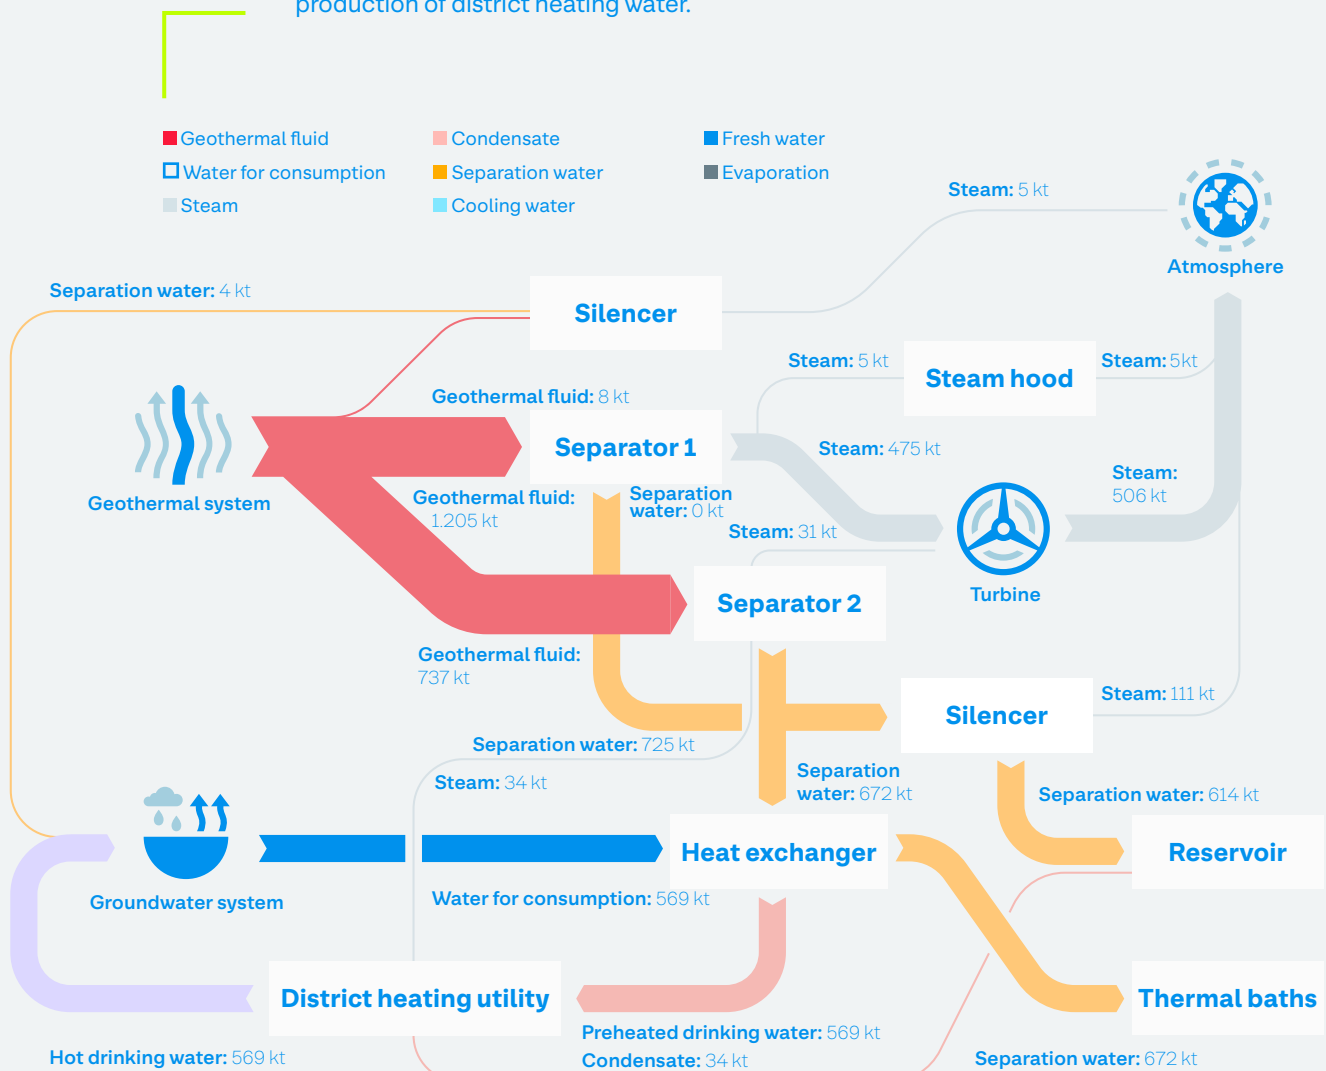 production of district heating water.
Geothermal fluid
Condensate
Fresh water
Water for consumption
Separation water
Evaporation
Steam
Cooling water
Steam: 5 kt
Atmosphere
Separation water: 4 kt
Silencer
Steam: 5 kt
Steam hood
Steam: 5kt
Geothermal fluid: 8 kt
Separator 1
Steam: 475 kt
Steam:
506 kt
Geothermal system
Geothermal fluid:
1.205 kt
Separation
water: 0 kt
Steam: 31 kt
Turbine
Separator 2
Geothermal fluid:
737 kt
Steam: 111 kt
Silencer
Separation water: 725 kt
Steam: 34 kt
Separation
water: 672 kt
Separation water: 614 kt
Heat exchanger
Reservoir
Groundwater system
Water for consumption: 569 kt
District heating utility
Thermal baths
Preheated drinking water: 569 kt
Hot drinking water: 569 kt
Condensate: 34 kt
Separation water: 672 kt